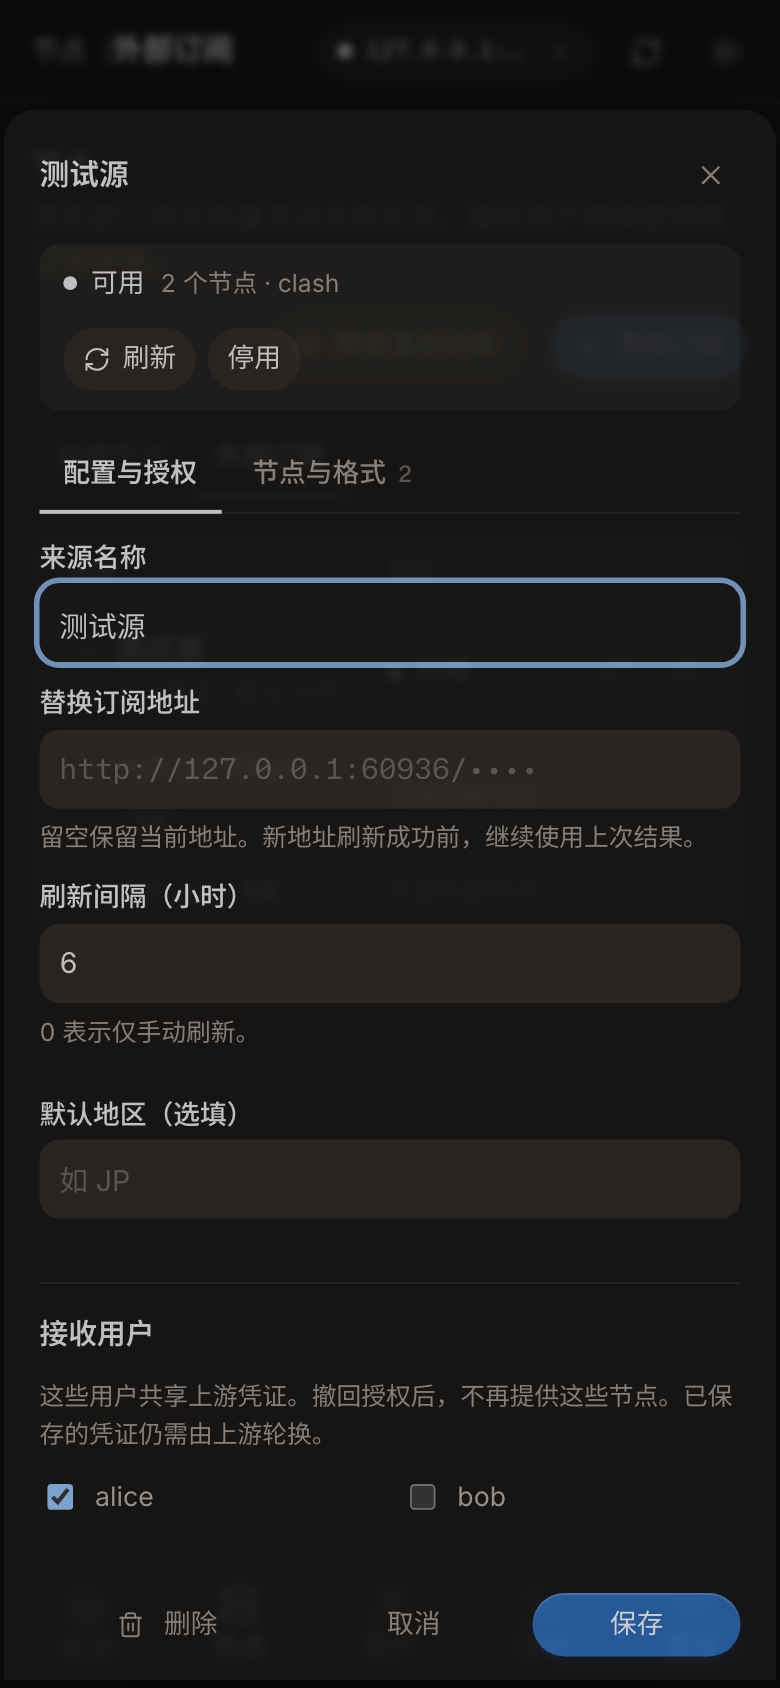 外部订阅
测试源
可用 2 个节点 · clash
刷新 停用
配置与授权 节点与格式 2
来源名称
测试源
替换订阅地址
http://127.0.0.1:60936/••••
留空保留当前地址。新地址刷新成功前，继续使用上次结果。
刷新间隔（小时）
6
0 表示仅手动刷新。
默认地区（选填）
如 JP
接收用户
这些用户共享上游凭证。撤回授权后，不再提供这些节点。已保
存的凭证仍需由上游轮换。
alice bob
删除 取消 保存